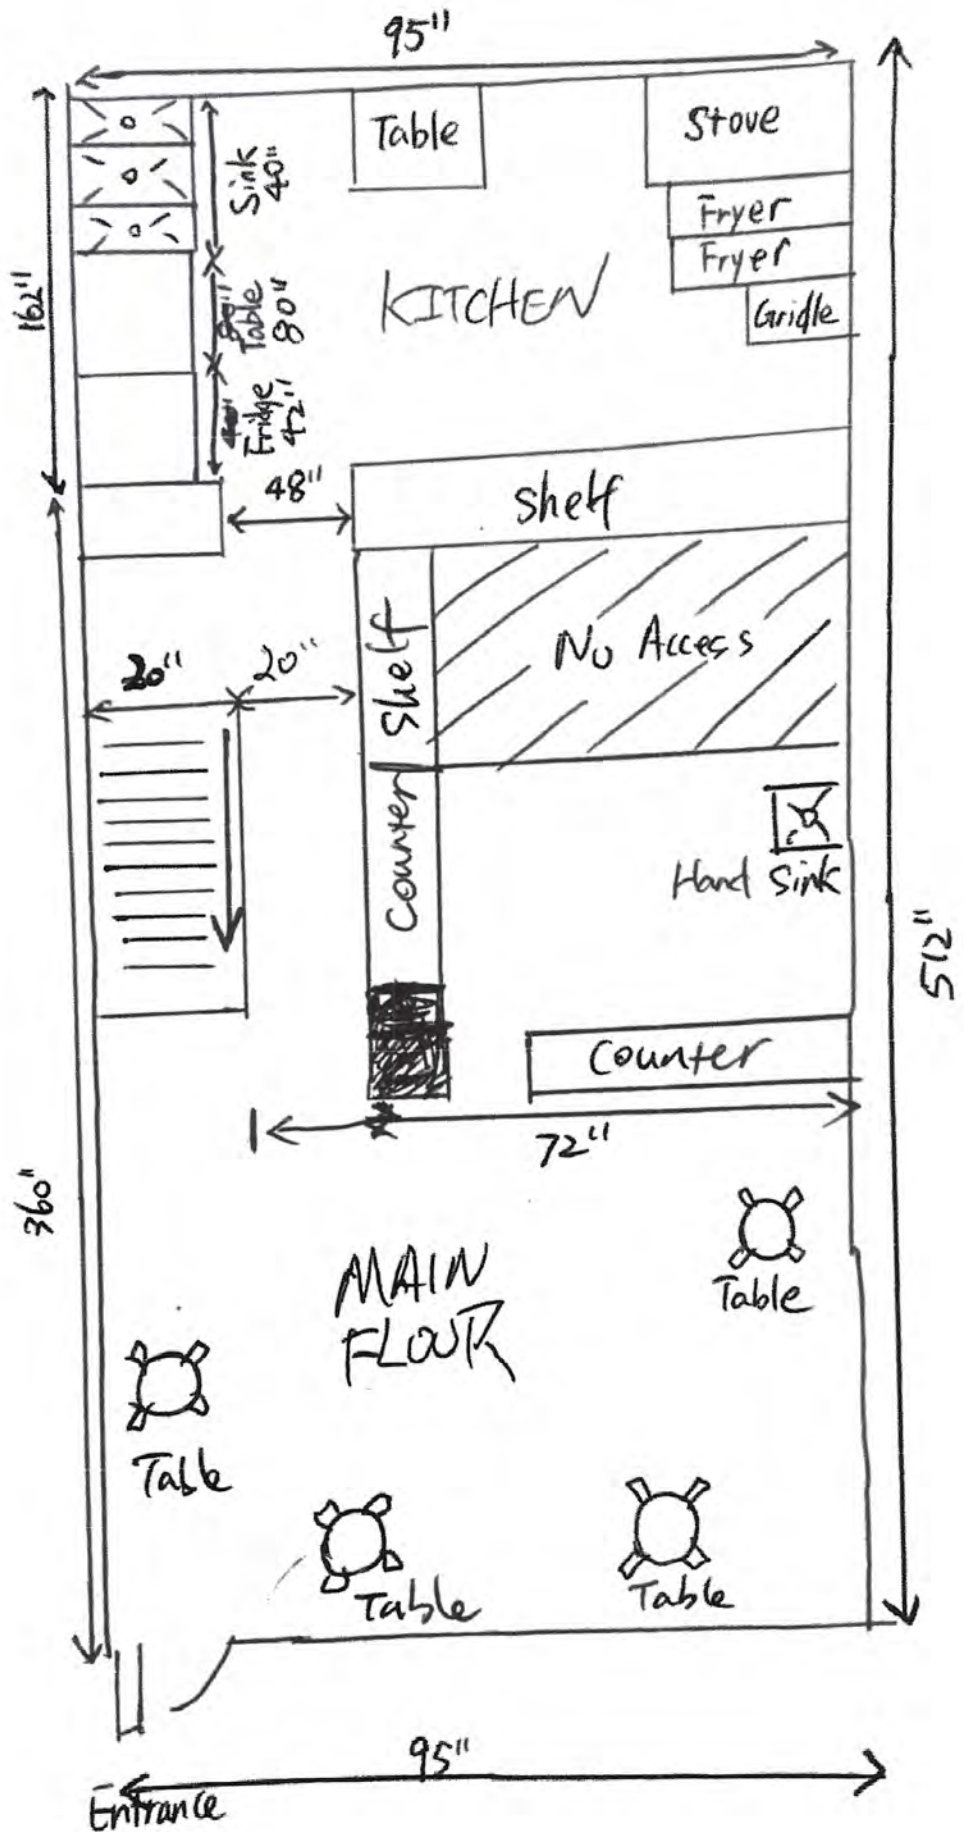 95"
Table
Stove
Fryer
Fryer
Gridle
Sink
40"
Table
80"
Fridge
42"
162"
KITCHEN
48"
Shelf
No Access
20"
20"
Shelf
Counter
Hand Sink
Counter
72"
512"
360"
MAIN
FLOUR
Table
Table
Table
Table
95"
Entrance